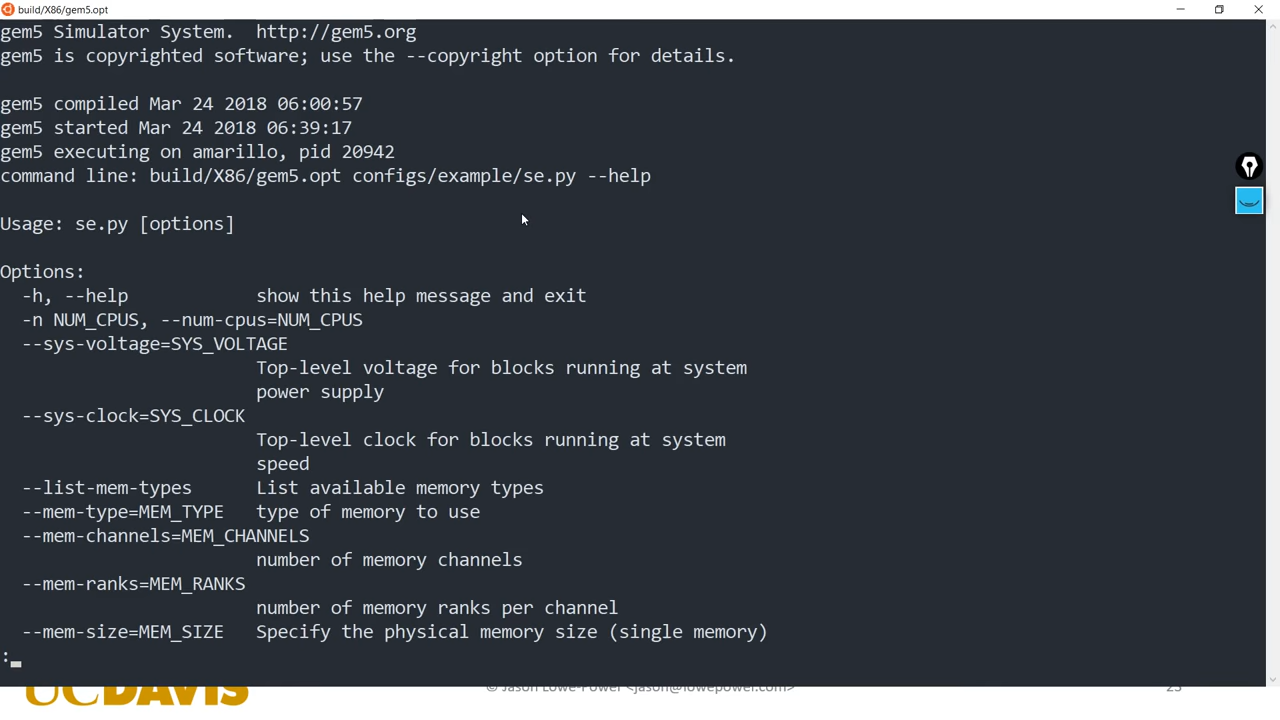 build/X86/gem5.opt
gem5 Simulator System.  http://gem5.org
gem5 is copyrighted software; use the --copyright option for details.
gem5 compiled Mar 24 2018 06:00:57
gem5 started Mar 24 2018 06:39:17
gem5 executing on amarillo, pid 20942
command line: build/X86/gem5.opt configs/example/se.py --help
Usage: se.py [options]
Options:
-h, --help            show this help message and exit
-n NUM_CPUS, --num-cpus=NUM_CPUS
--sys-voltage=SYS_VOLTAGE
Top-level voltage for blocks running at system
power supply
--sys-clock=SYS_CLOCK
Top-level clock for blocks running at system
speed
--list-mem-types      List available memory types
--mem-type=MEM_TYPE   type of memory to use
--mem-channels=MEM_CHANNELS
number of memory channels
--mem-ranks=MEM_RANKS
number of memory ranks per channel
--mem-size=MEM_SIZE   Specify the physical memory size (single memory)
:
UCDAVIS
© Jason Lowe-Power <jason@lowepower.com>